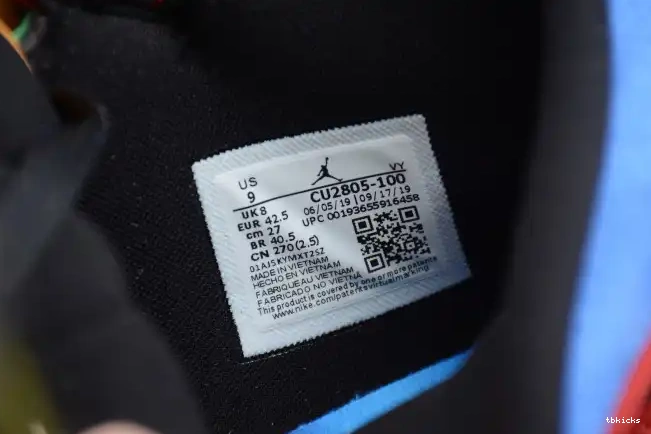 US VY
9 CU2805-100
UK 8 06/05/19 | 09/17/19
EUR 42.5 UPC 00193655916458
cm 27
BR 40.5
CN 270(2.5)
01AJSKYMXT2SZ
MADE IN VIETNAM
HECHO EN VIETNAM
FABRIQUÉ AU VIETNAM
FABRICADO NO VIETNA
This product is covered by one or more patents
www.nike.com/patentsvirtualmarking
tbkicks